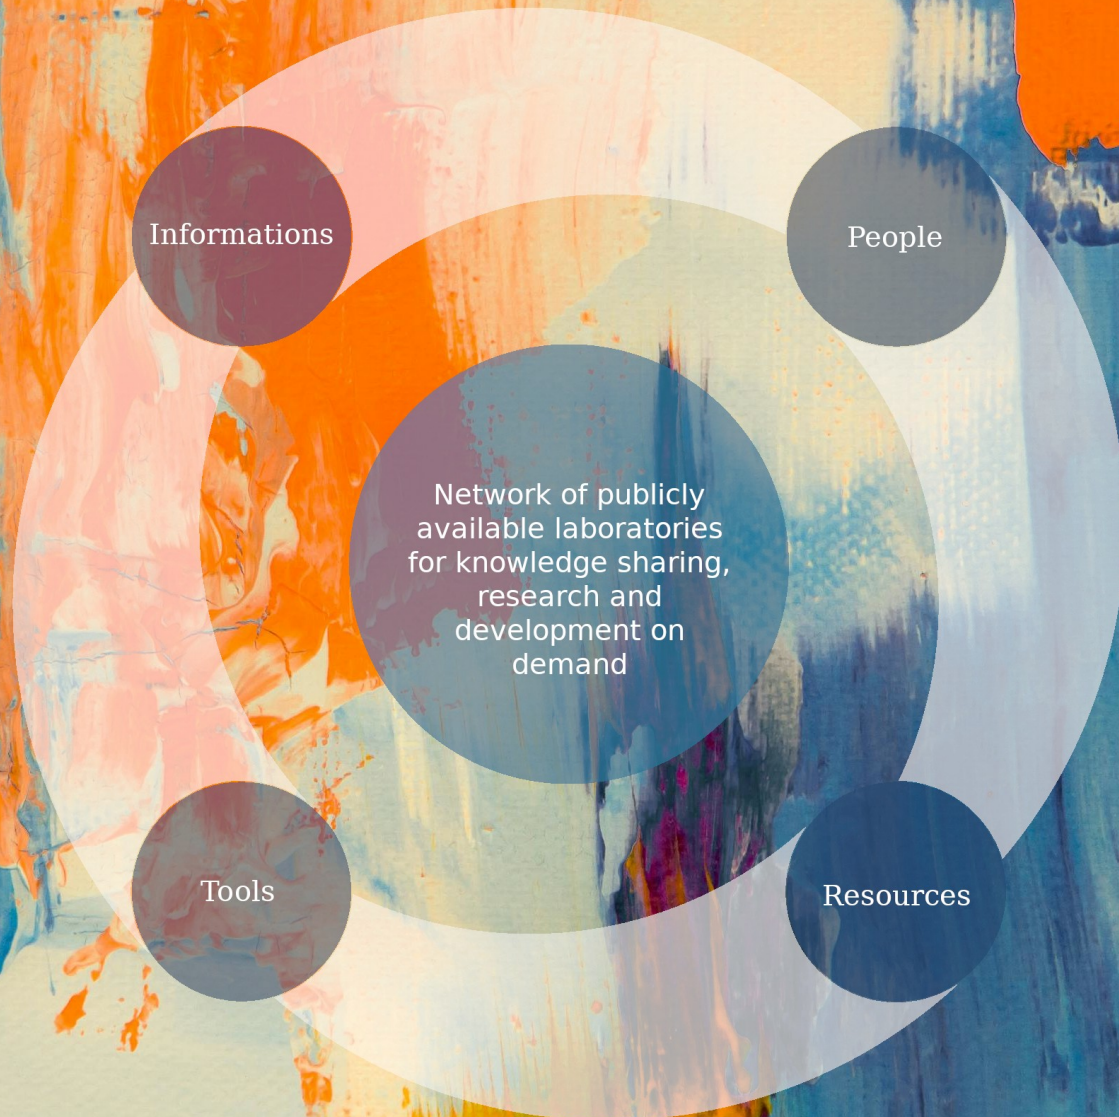 Informations
People
Network of publicly
available laboratories
for knowledge sharing,
research and
development on
demand
Tools
Resources